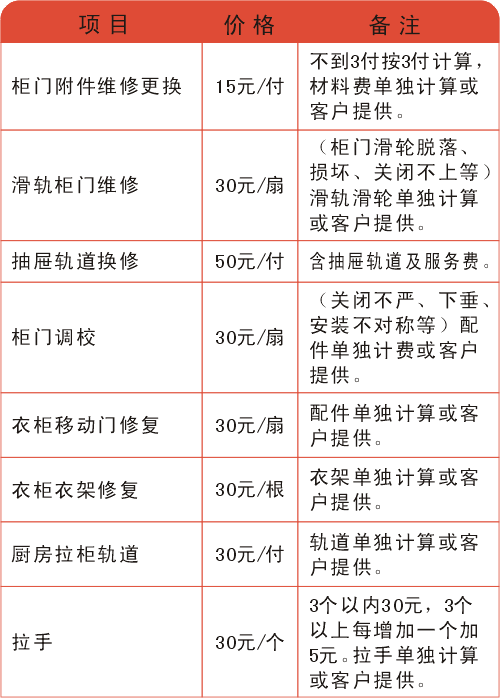 项目 价格 备注
柜门附件维修更换 15元/付 不到3付按3付计算，
材料费单独计算或
客户提供。
滑轨柜门维修 30元/扇 （柜门滑轮脱落、
损坏、关闭不上等）
滑轨滑轮单独计算
或客户提供。
抽屉轨道换修 50元/付 含抽屉轨道及服务费。
柜门调校 30元/扇 （关闭不严、下垂、
安装不对称等）配
件单独计费或客户
提供。
衣柜移动门修复 30元/扇 配件单独计算或客
户提供。
衣柜衣架修复 30元/根 衣架单独计算或客
户提供。
厨房拉柜轨道 30元/付 轨道单独计算或客
户提供。
拉手 30元/个 3个以内30元，3个
以上每增加一个加
5元。拉手单独计算
或客户提供。